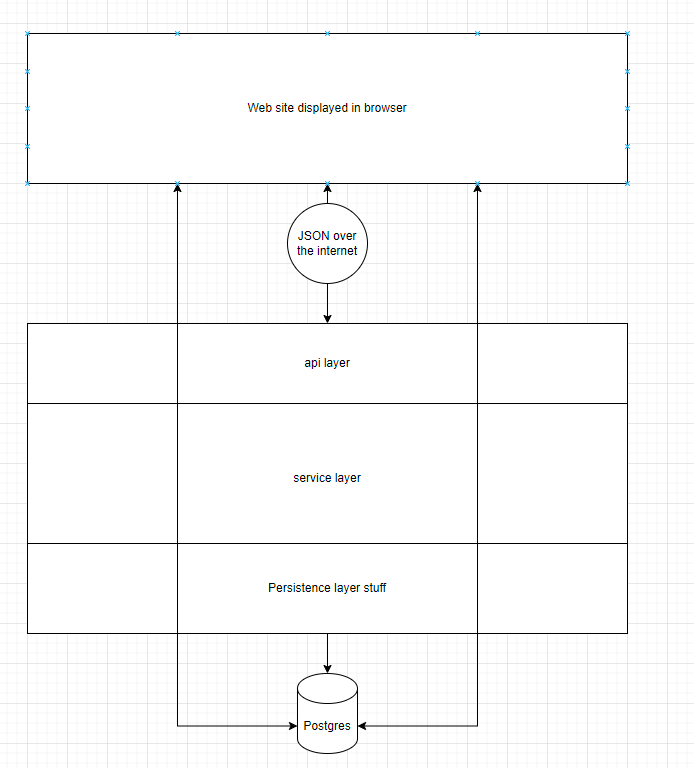 Web site displayed in browser
JSON over
the internet
api layer
service layer
Persistence layer stuff
Postgres